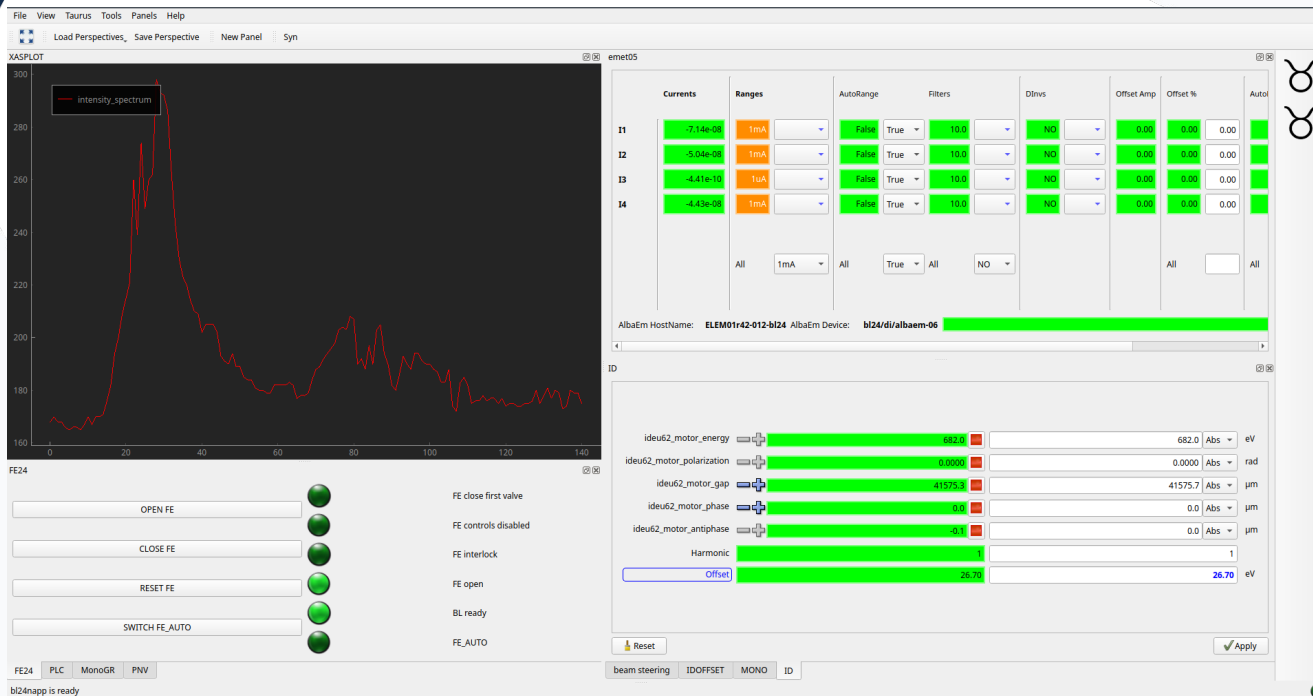 File View Taurus Tools Panels Help
Load Perspectives Save Perspective New Panel Syn
XASPLOT
300
280
260
240
220
200
180
160
intensity_spectrum
0 20 40 60 80 100 120 140
FE24
OPEN FE
CLOSE FE
RESET FE
SWITCH FE_AUTO
FE close first valve
FE controls disabled
FE interlock
FE open
BL ready
FE_AUTO
FE24 PLC MonoGR PNV
bl24napp is ready
emet05
Currents Ranges AutoRange Filters DInvs Offset Amp Offset %
I1 -7.14e-08 1mA False True 10.0 NO 0.00 0.00 0.00
I2 -5.04e-08 1mA False True 10.0 NO 0.00 0.00 0.00
I3 -4.41e-10 1uA False True 10.0 NO 0.00 0.00 0.00
I4 -4.43e-08 1mA False True 10.0 NO 0.00 0.00 0.00
All 1mA All True All NO All All
AlbaEm HostName: ELEM01r42-012-bl24 AlbaEm Device: bl24/di/albaem-06
ID
ideu62_motor_energy 682.0 682.0 Abs eV
ideu62_motor_polarization 0.0000 0.0000 Abs rad
ideu62_motor_gap 41575.3 41575.7 Abs µm
ideu62_motor_phase 0.0 0.0 Abs µm
ideu62_motor_antiphase -0.1 0.0 Abs µm
Harmonic 1 1
Offset 26.70 26.70 eV
Reset Apply
beam steering IDOFFSET MONO ID